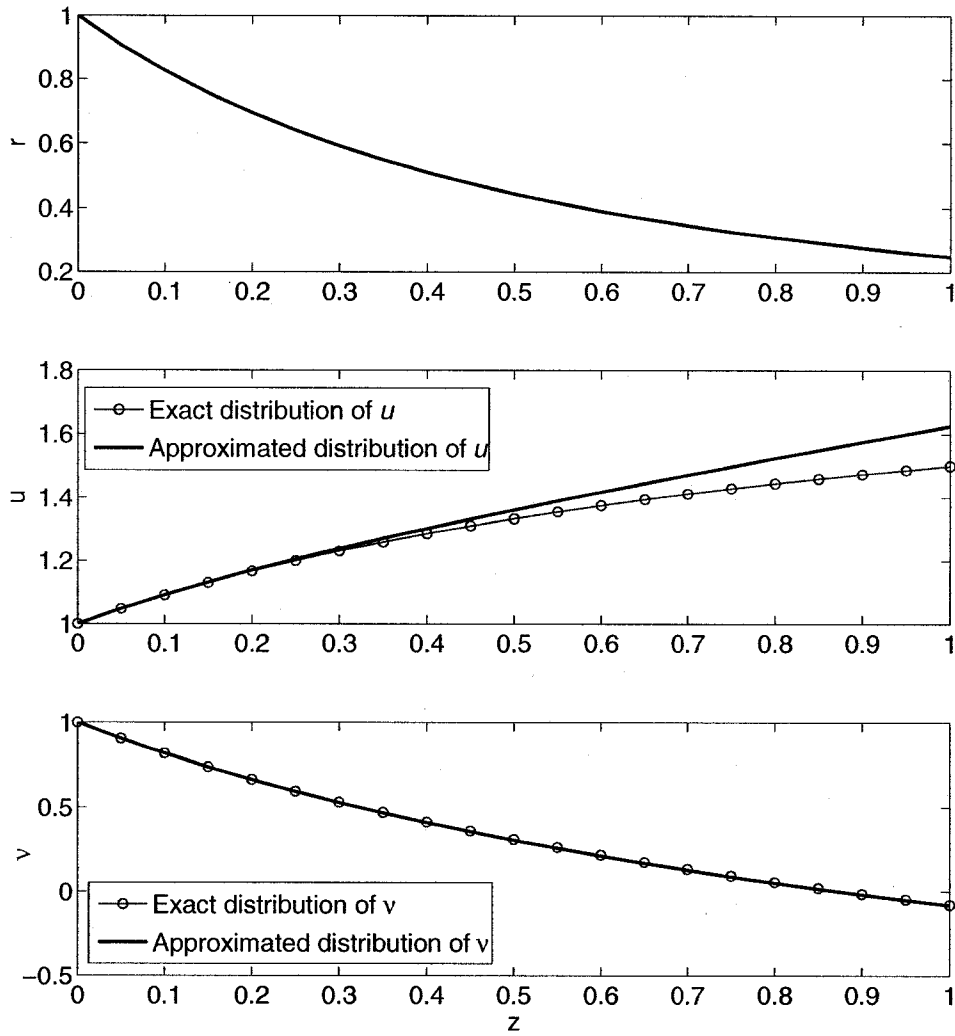 1
0.8
0.6
r
0.4
0.2
0 0.1 0.2 0.3 0.4 0.5 0.6 0.7 0.8 0.9 1
1.8
Exact distribution of u
Approximated distribution of u
1.6
u
1.4
1.2
1
0 0.1 0.2 0.3 0.4 0.5 0.6 0.7 0.8 0.9 1
1
0.5
ν
0
Exact distribution of ν
Approximated distribution of ν
−0.5
0 0.1 0.2 0.3 0.4 0.5 0.6 0.7 0.8 0.9 1
z